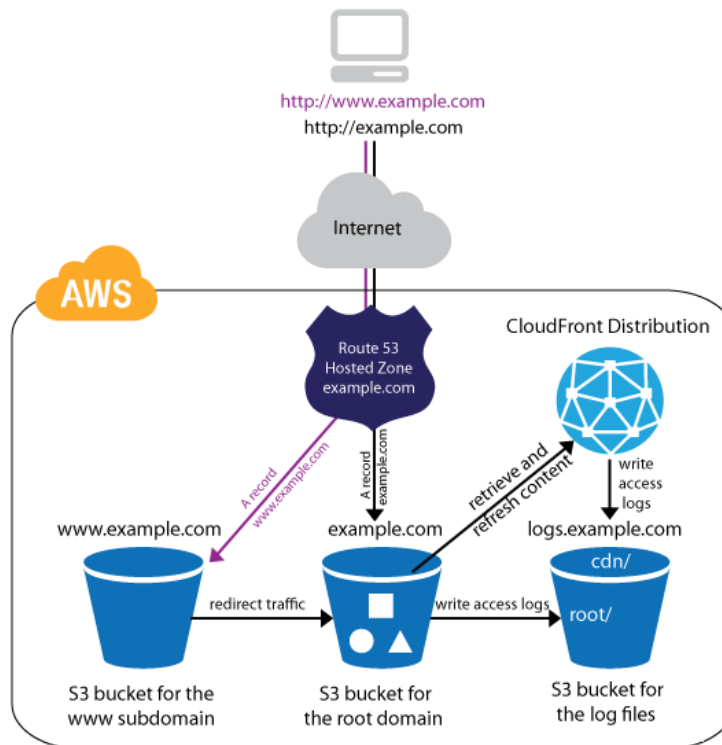 http://www.example.com
http://example.com
Internet
AWS
Route 53
Hosted Zone
example.com
CloudFront Distribution
A record
www.example.com
A record
example.com
retrieve and
refresh content
write
access
logs
www.example.com
example.com
logs.example.com
cdn/
redirect traffic
write access logs
root/
S3 bucket for the
www subdomain
S3 bucket for
the root domain
S3 bucket for
the log files